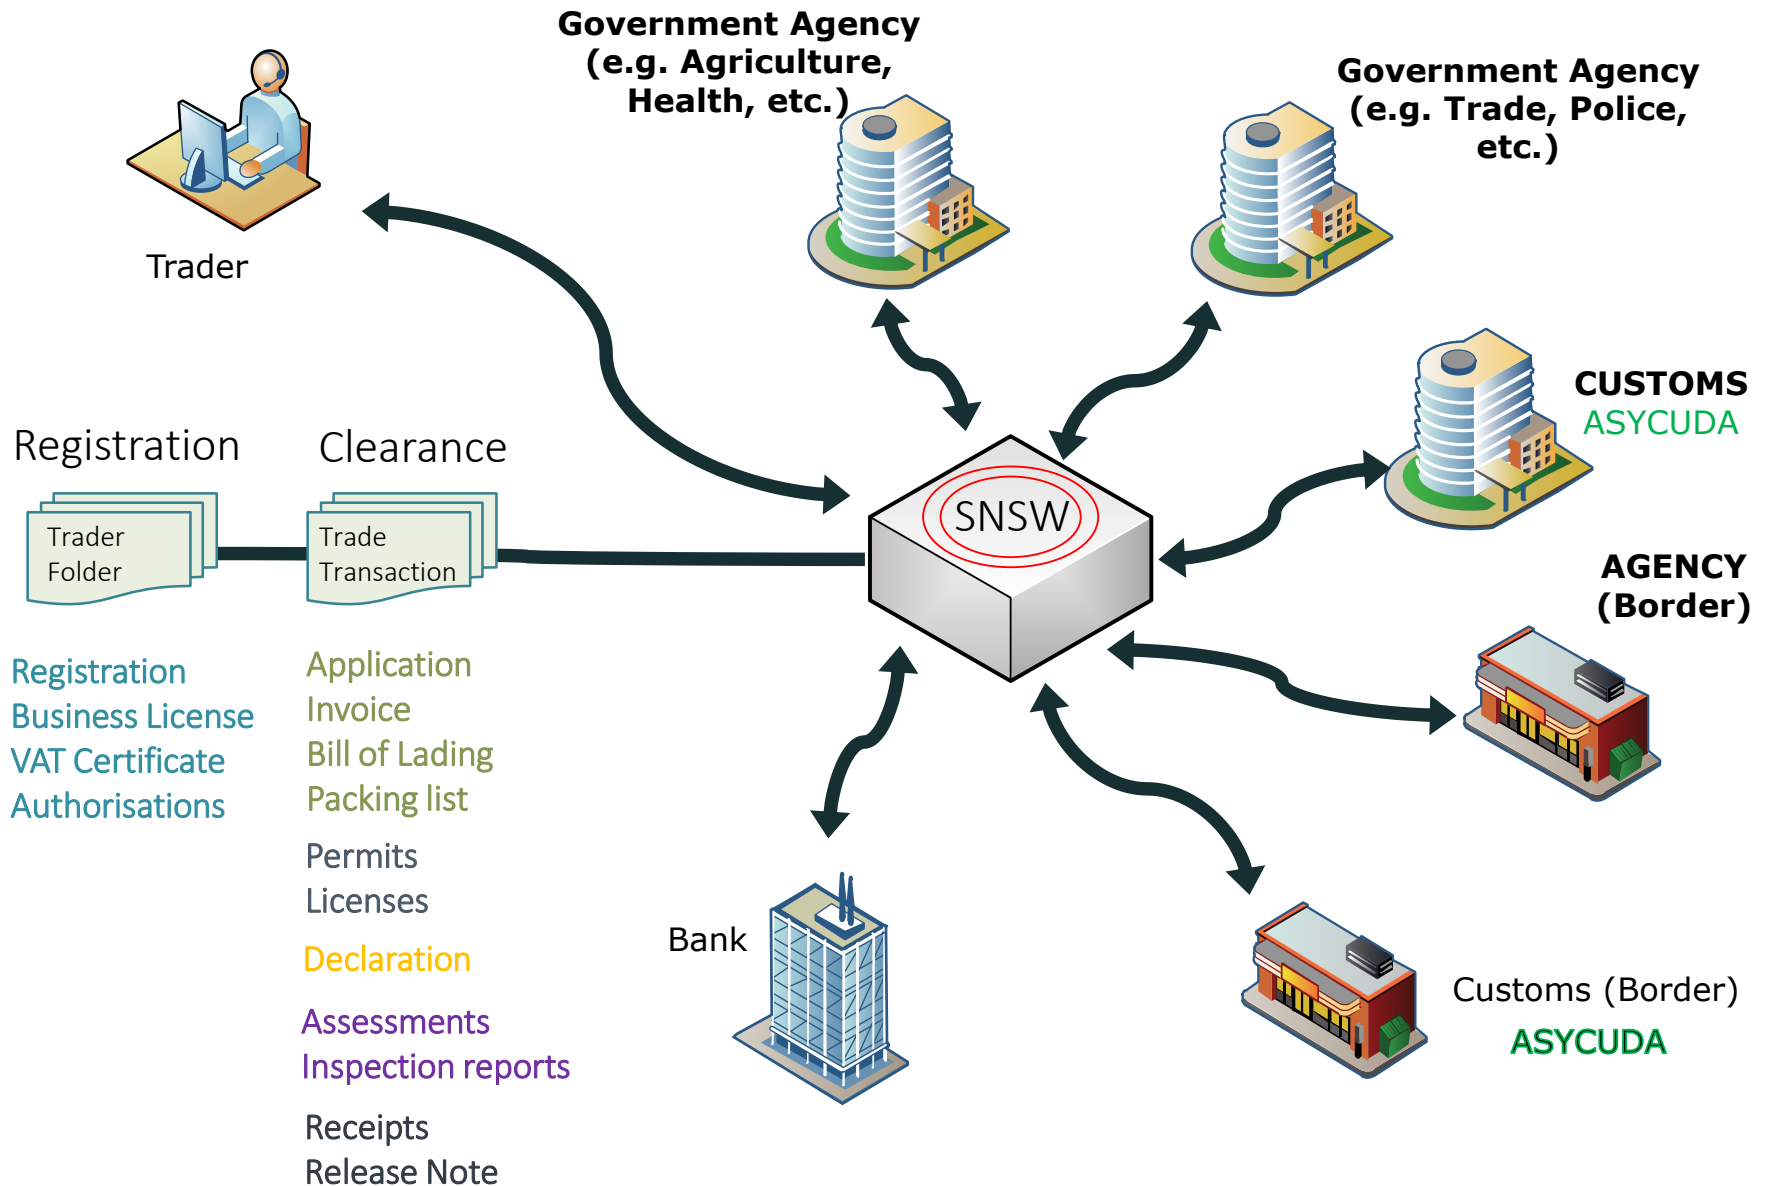 Government Agency
(e.g. Agriculture,
Health, etc.)
Government Agency
(e.g. Trade, Police,
etc.)
Trader
CUSTOMS
ASYCUDA
Registration
Clearance
SNSW
Trader
Folder
Trade
Transaction
AGENCY
(Border)
Registration
Business License
VAT Certificate
Authorisations
Application
Invoice
Bill of Lading
Packing list
Permits
Licenses
Declaration
Assessments
Inspection reports
Receipts
Release Note
Bank
Customs (Border)
ASYCUDA